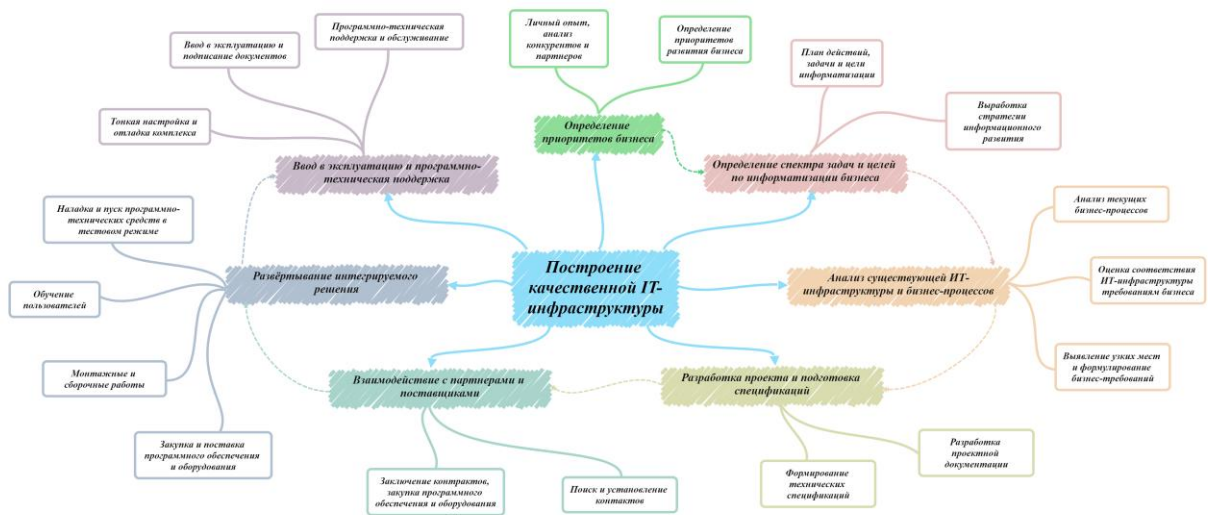 Построение
качественной IT-
инфраструктуры
Определение
приоритетов бизнеса
Личный опыт,
анализ
конкурентов и
партнеров
Определение
приоритетов
развития бизнеса
Определение спектра задач и целей
по информатизации бизнеса
План действий,
задачи и цели
информатизации
Выработка
стратегии
информационного
развития
Анализ существующей ИТ-
инфраструктуры и бизнес-процессов
Анализ текущих
бизнес-процессов
Оценка соответствия
ИТ-инфраструктуры
требованиям бизнеса
Выявление узких мест
и формулирование
бизнес-требований
Разработка проекта и подготовка
спецификаций
Разработка
проектной
документации
Формирование
технических
спецификаций
Взаимодействие с партнерами и
поставщиками
Поиск и установление
контактов
Заключение контрактов,
закупка программного
обеспечения и оборудования
Развёртывание интегрируемого
решения
Закупка и поставка
программного обеспечения
и оборудования
Монтажные и
сборочные работы
Обучение
пользователей
Наладка и пуск программно-
технических средств в
тестовом режиме
Ввод в эксплуатацию и программно-
техническая поддержка
Тонкая настройка и
отладка комплекса
Ввод в эксплуатацию и
подписание документов
Программно-техническая
поддержка и обслуживание